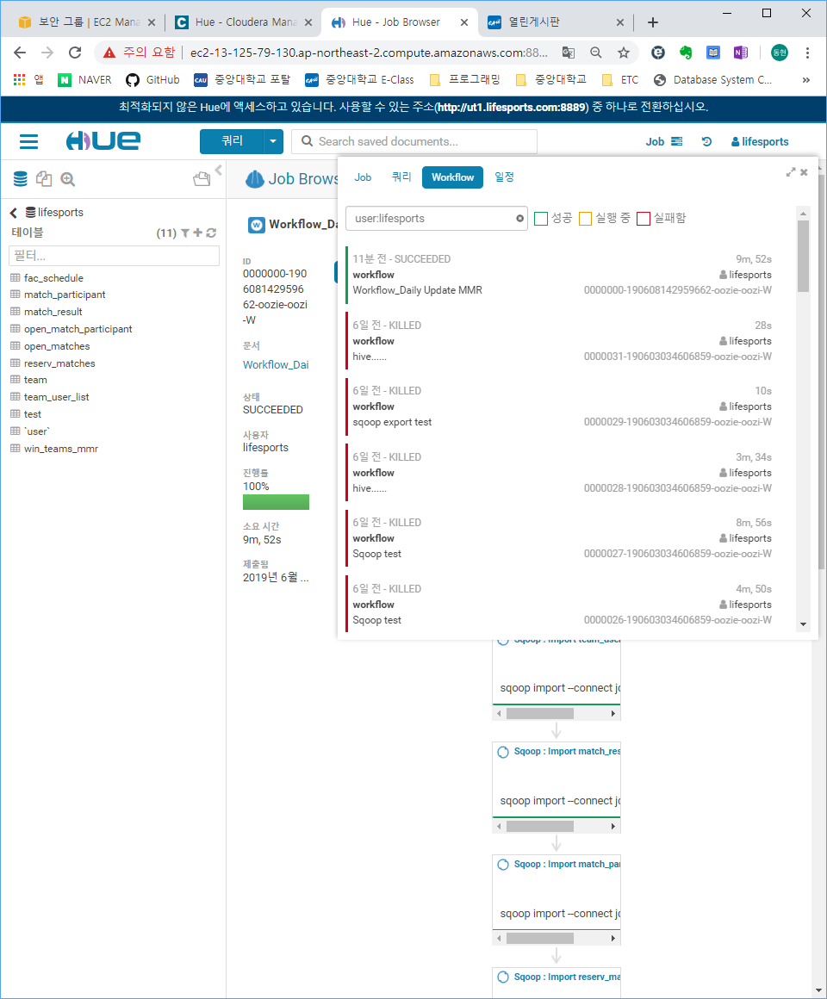 보안 그룹 | EC2 Mana
Hue - Cloudera Mana
Hue - Job Browser
열린게시판
주의 요함
ec2-13-125-79-130.ap-northeast-2.compute.amazonaws.com:88...
동현
앱
NAVER
GitHub
중앙대학교 포탈
중앙대학교 E-Class
프로그래밍
중앙대학교
ETC
Database System C...
최적화되지 않은 Hue에 액세스하고 있습니다. 사용할 수 있는 주소(http://ut1.lifesports.com:8889) 중 하나로 전환하십시오.
HUE
쿼리
Search saved documents...
Job
lifesports
lifesports
테이블
(11)
필터...
fac_schedule
match_participant
match_result
open_match_participant
open_matches
reserv_matches
team
team_user_list
test
`user`
win_teams_mmr
Job Brows
Workflow_Da
ID
0000000-190
6081429596
62-oozie-oozi
-W
문서
Workflow_Dai
상태
SUCCEEDED
사용자
lifesports
진행률
100%
소요 시간
9m, 52s
제출됨
2019년 6월 ...
Job
쿼리
Workflow
일정
user:lifesports
성공
실행 중
실패함
11분 전 - SUCCEEDED
9m, 52s
workflow
lifesports
Workflow_Daily Update MMR
0000000-190608142959662-oozie-oozi-W
6일 전 - KILLED
28s
workflow
lifesports
hive......
0000031-190603034606859-oozie-oozi-W
6일 전 - KILLED
10s
workflow
lifesports
sqoop export test
0000029-190603034606859-oozie-oozi-W
6일 전 - KILLED
3m, 34s
workflow
lifesports
hive......
0000028-190603034606859-oozie-oozi-W
6일 전 - KILLED
8m, 56s
workflow
lifesports
Sqoop test
0000027-190603034606859-oozie-oozi-W
6일 전 - KILLED
4m, 50s
workflow
lifesports
Sqoop test
0000026-190603034606859-oozie-oozi-W
Sqoop : Import team_user
sqoop import --connect jd
Sqoop : Import match_res
sqoop import --connect jd
Sqoop : Import match_par
sqoop import --connect jd
Sqoop : Import reserv_ma